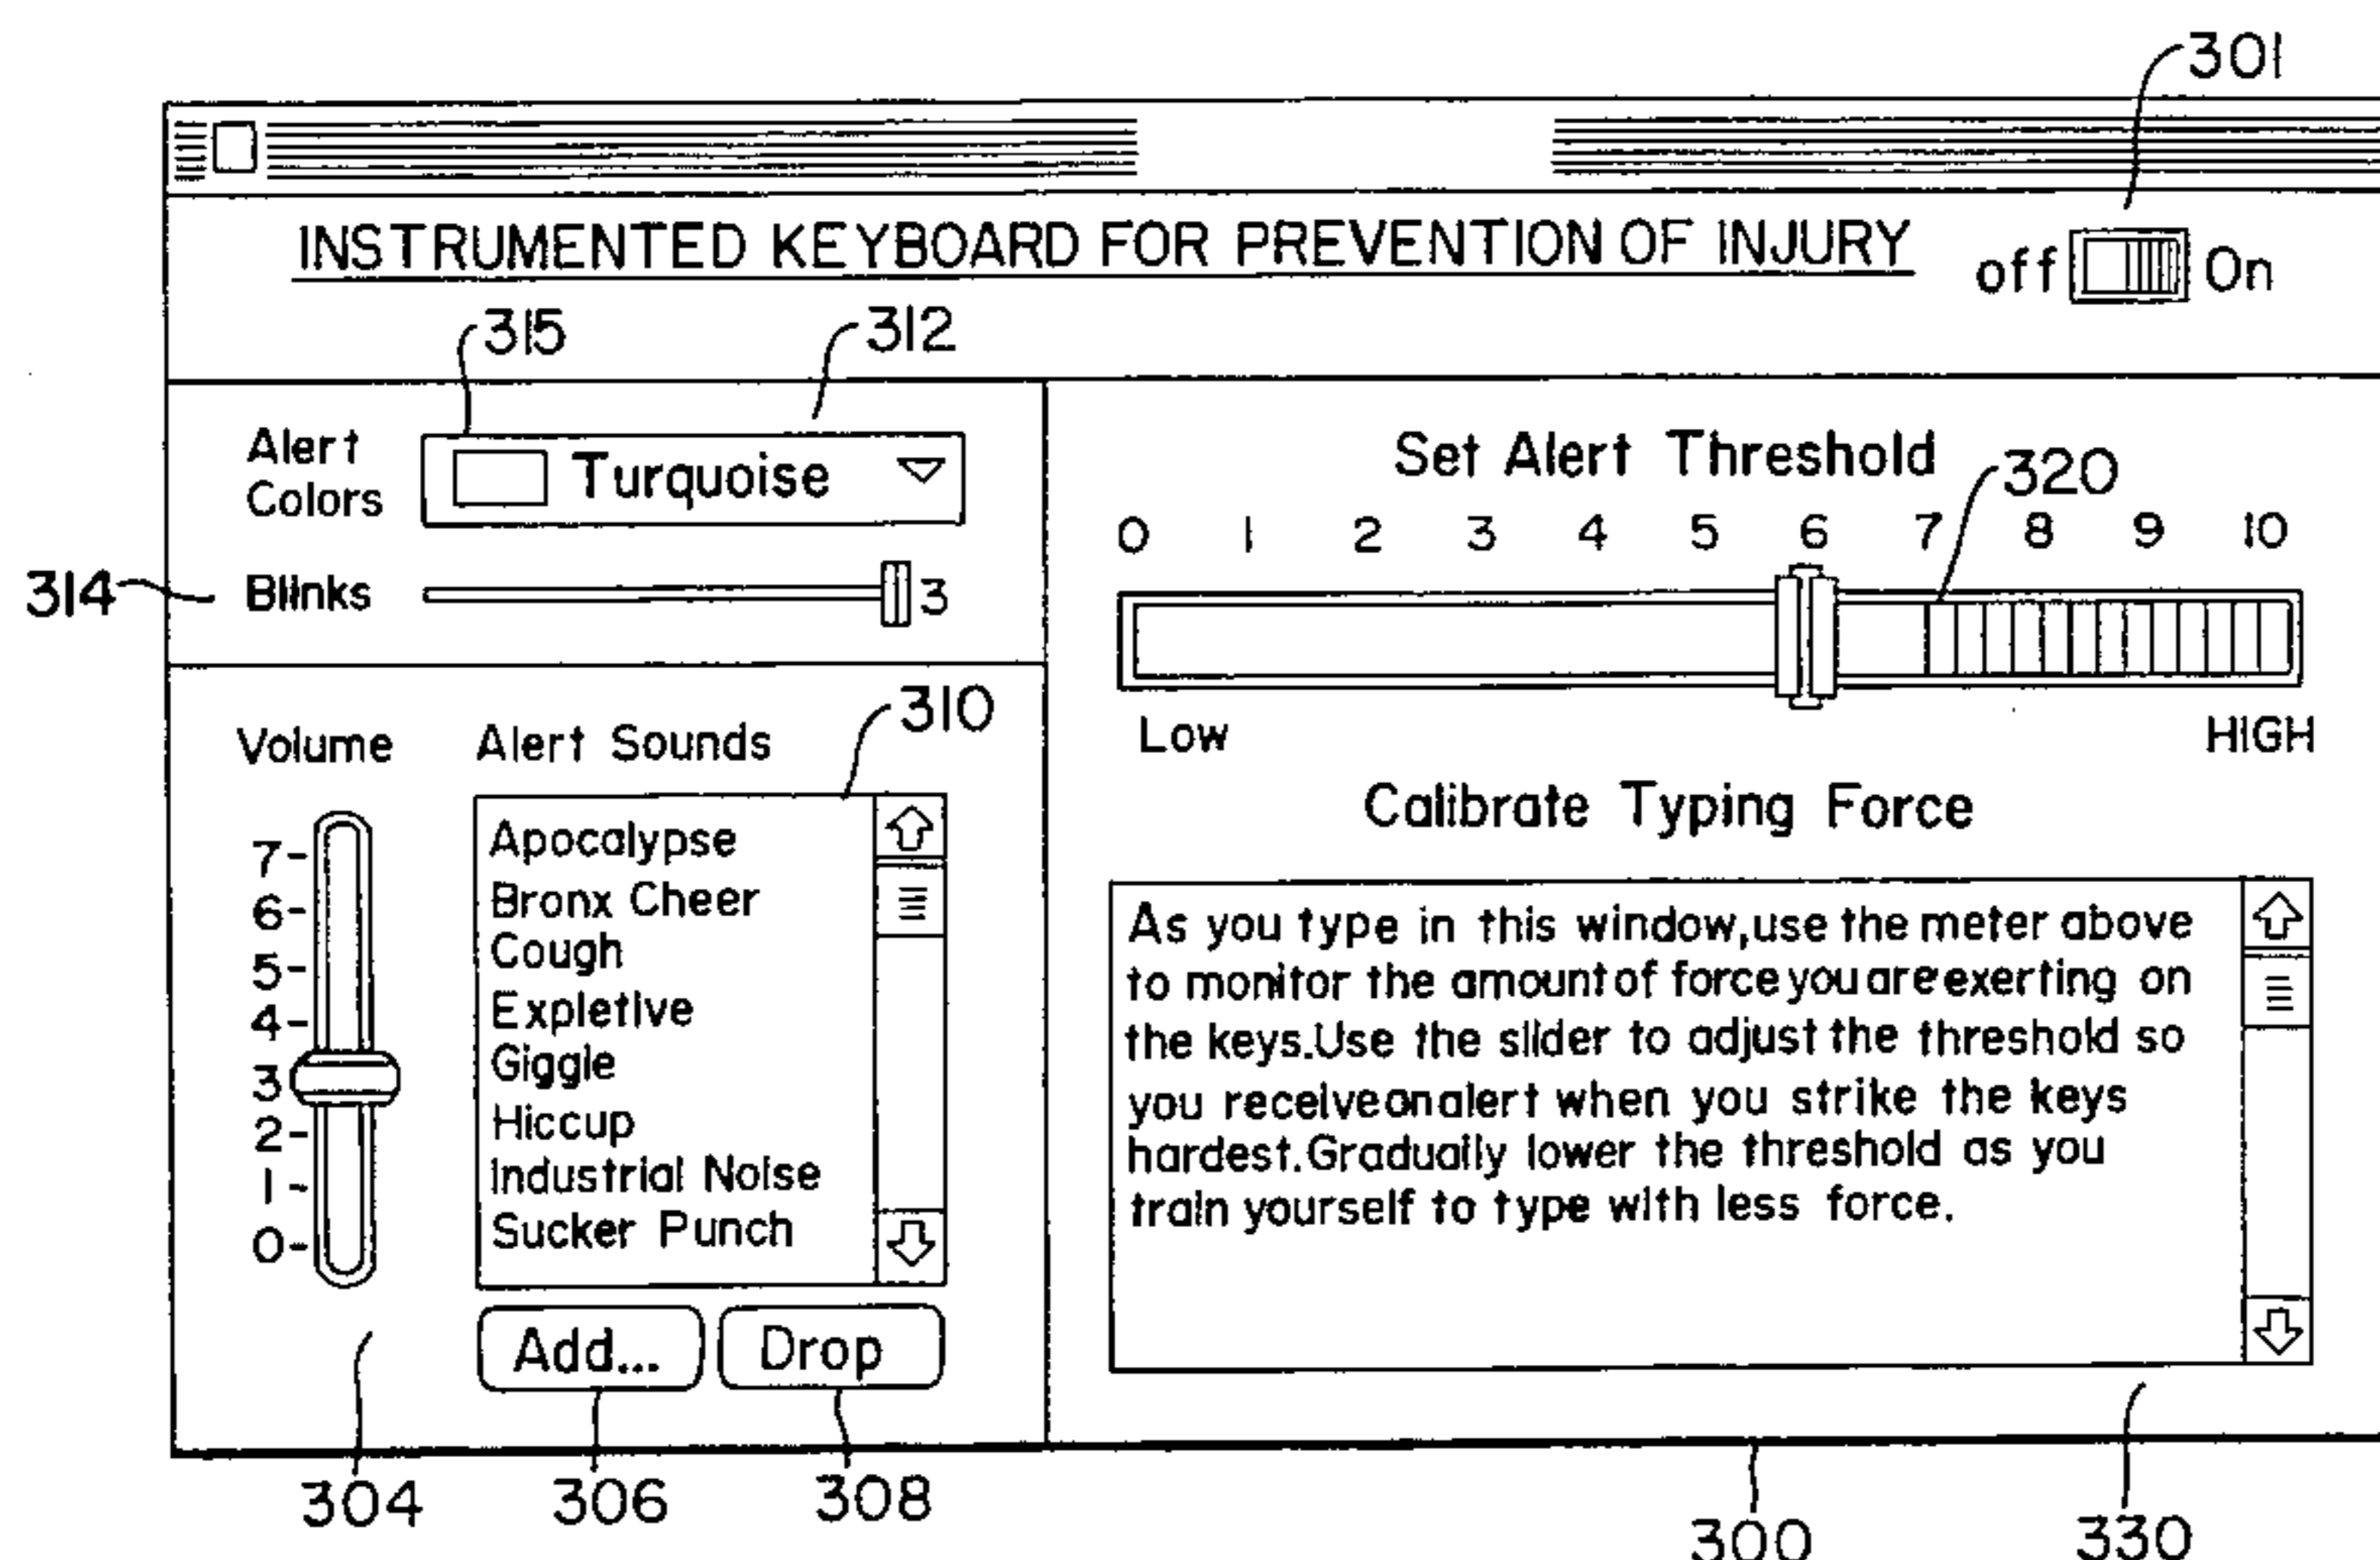 301
INSTRUMENTED KEYBOARD FOR PREVENTION OF INJURY
off On
315 312
Alert
Colors
Turquoise
314 Blinks 3
Set Alert Threshold
320
0 1 2 3 4 5 6 7 8 9 10
Low HIGH
Volume
7-
6-
5-
4-
3
2-
1-
0-
Alert Sounds
310
Apocalypse
Bronx Cheer
Cough
Expletive
Giggle
Hiccup
Industrial Noise
Sucker Punch
Add... Drop
Calibrate Typing Force
As you type in this window,use the meter above
to monitor the amount of force you are exerting on
the keys.Use the slider to adjust the threshold so
you receive an alert when you strike the keys
hardest.Gradually lower the threshold as you
train yourself to type with less force.
304 306 308 300 330